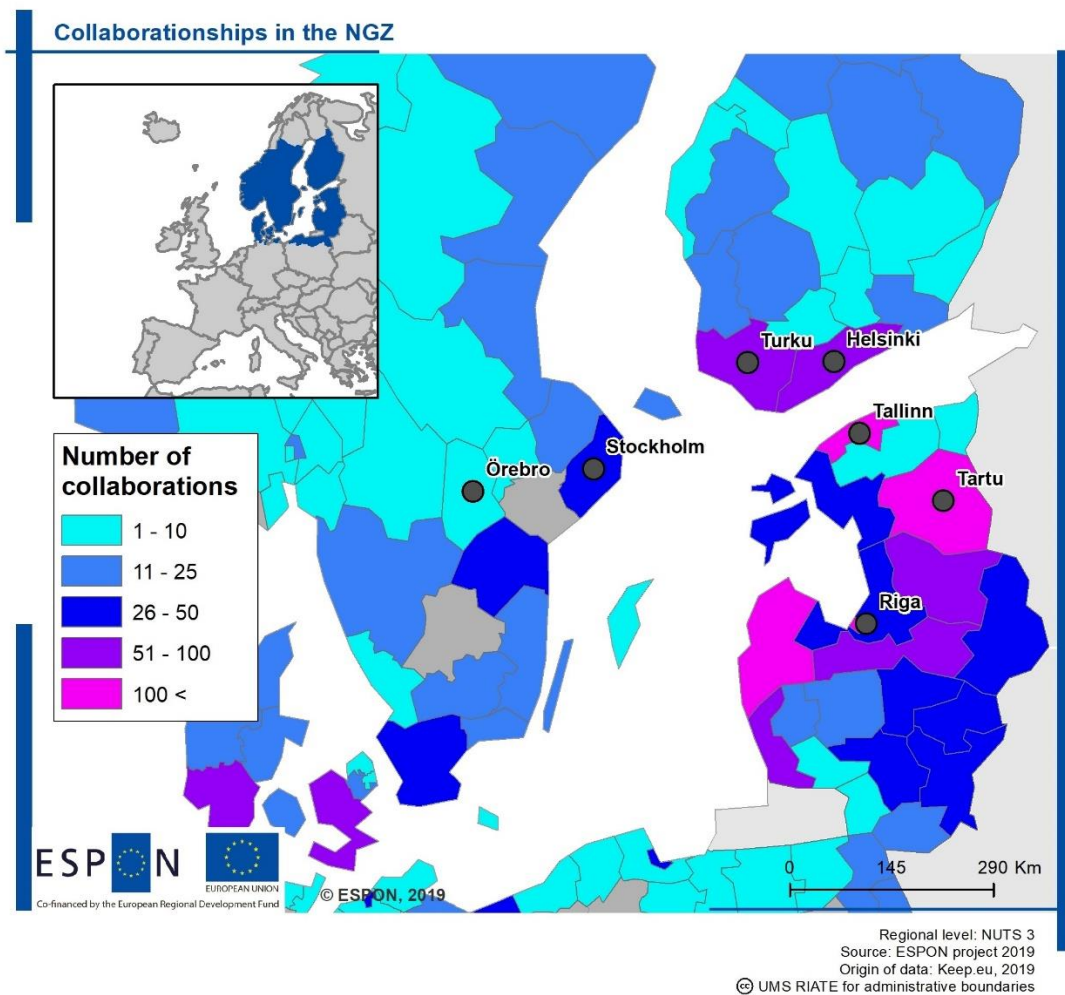 Collaborationships in the NGZ
Turku
Helsinki
Tallinn
Stockholm
Örebro
Tartu
Riga
Number of
collaborations
1 - 10
11 - 25
26 - 50
51 - 100
100 <
ESPON
EUROPEAN UNION
Co-financed by the European Regional Development Fund
© ESPON, 2019
0 145 290 Km
Regional level: NUTS 3
Source: ESPON project 2019
Origin of data: Keep.eu, 2019
cc UMS RIATE for administrative boundaries